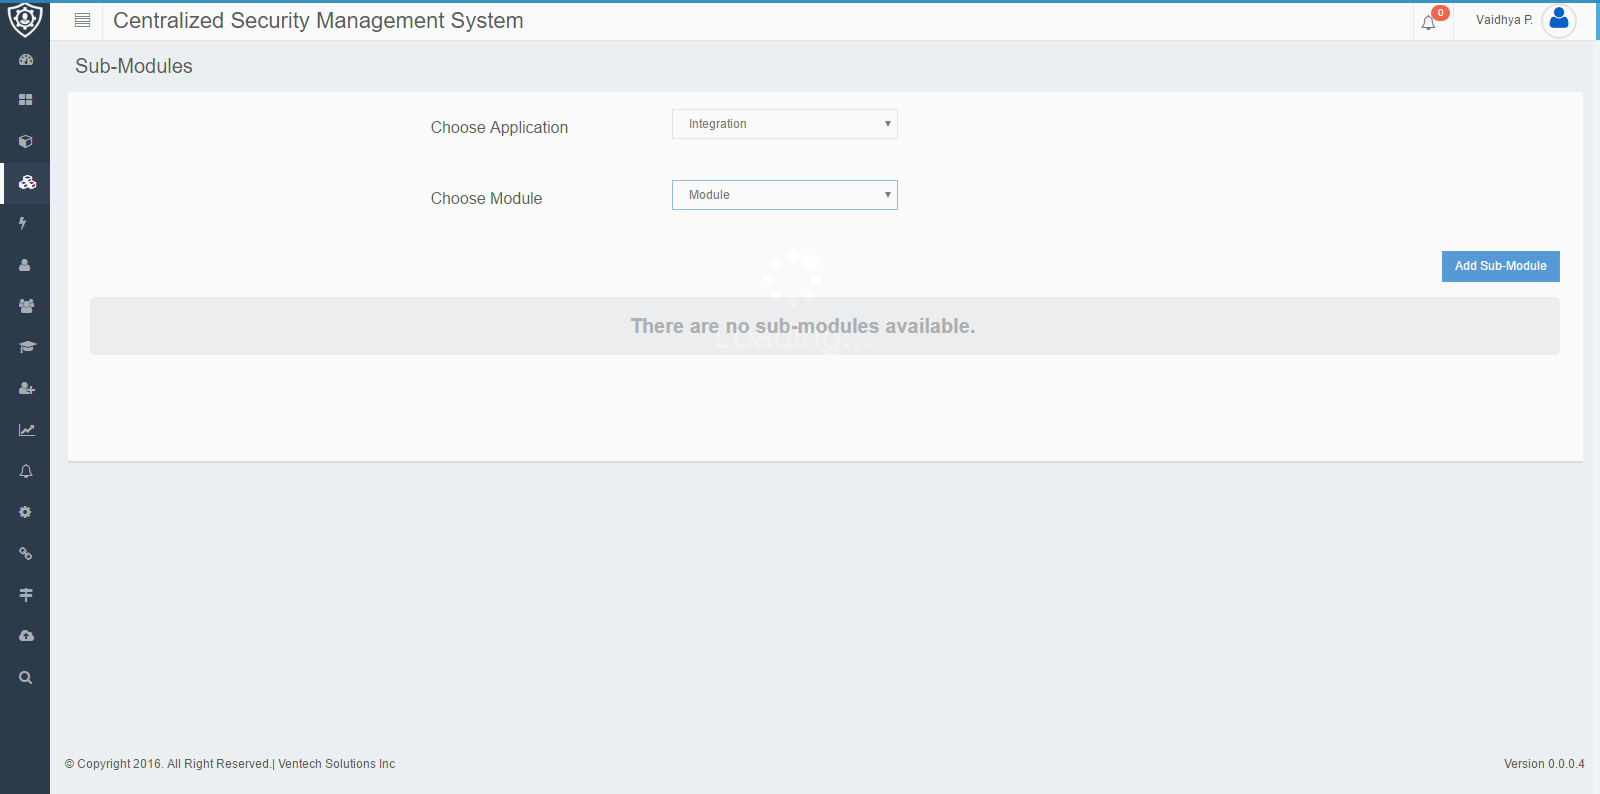 Centralized Security Management System
0
Vaidhya P.
Sub-Modules
Choose Application
Integration
Choose Module
Module
Add Sub-Module
There are no sub-modules available.
Loading...
© Copyright 2016. All Right Reserved.| Ventech Solutions Inc
Version 0.0.0.4